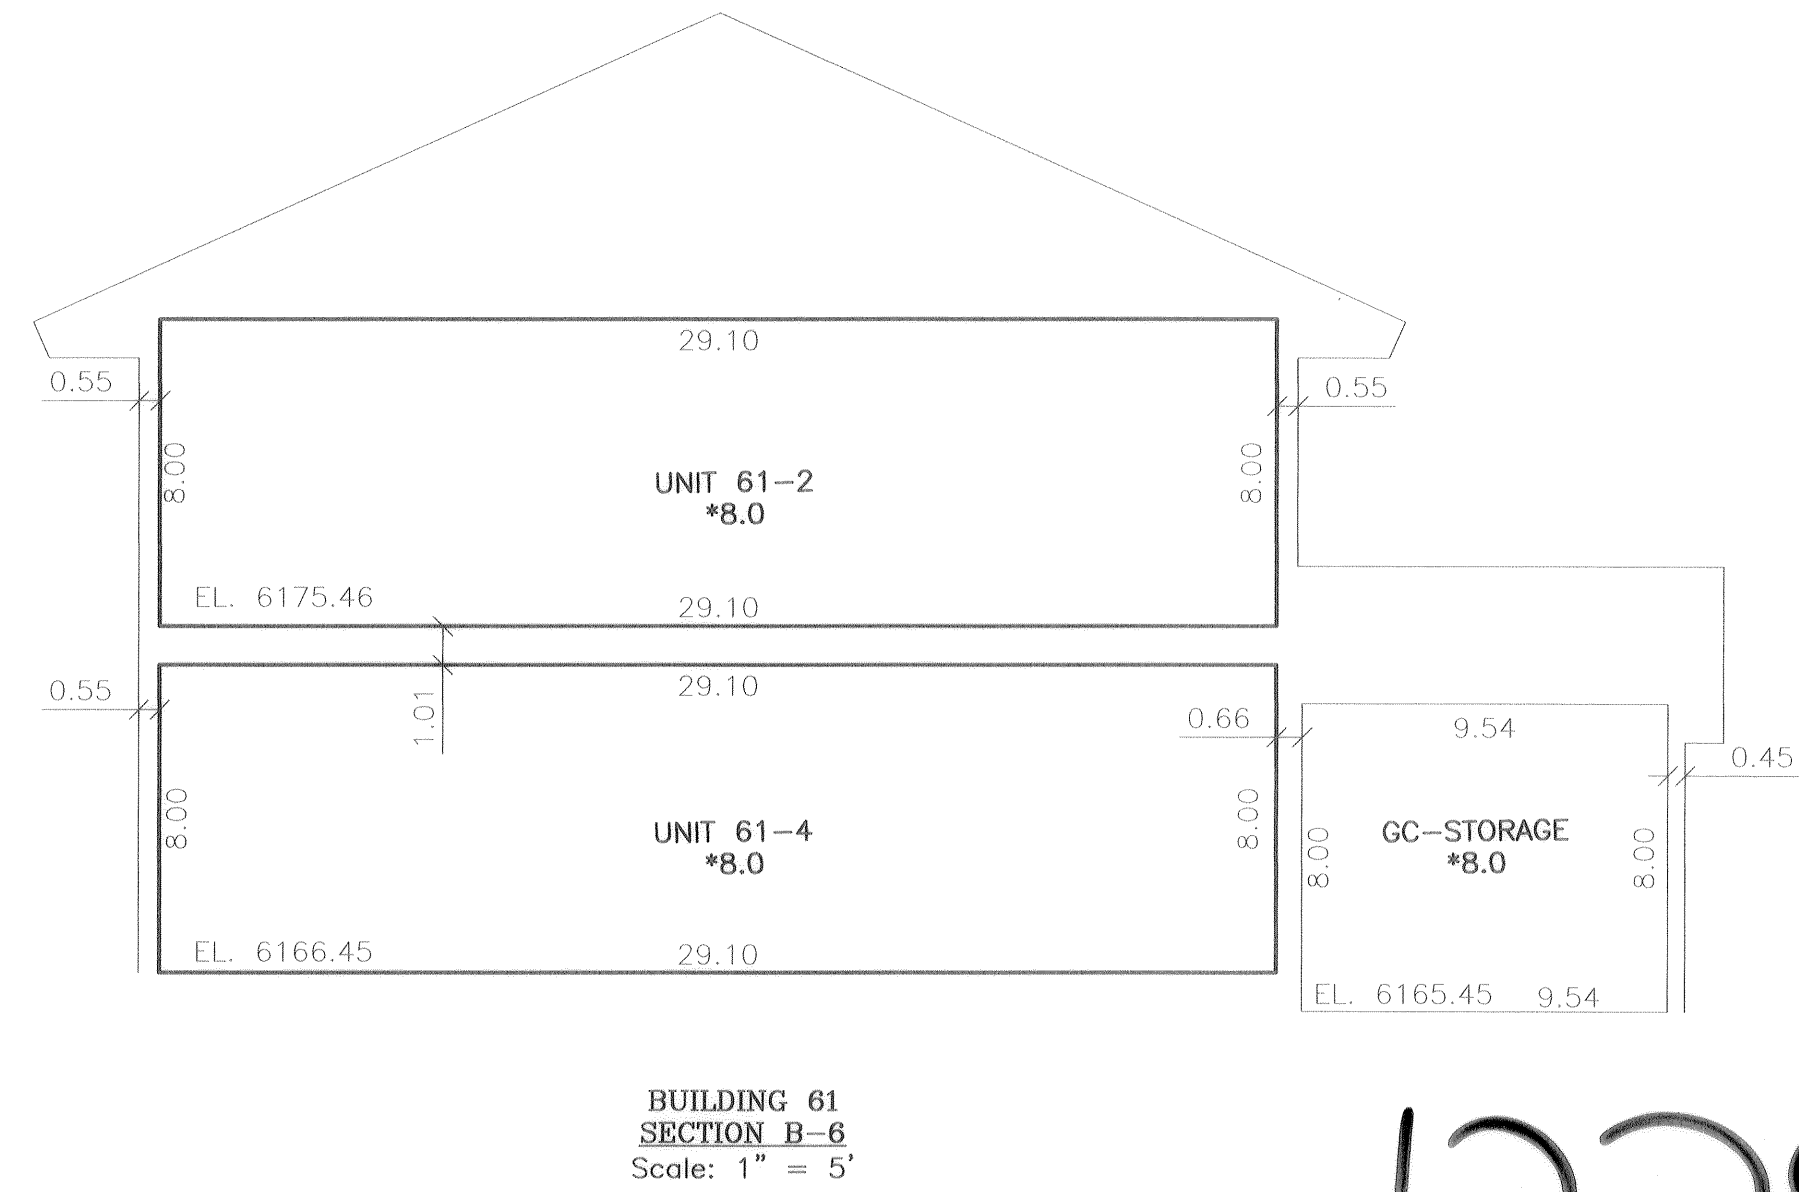 29.10
0.55
0.55
8.00
8.00
UNIT 61-2
*8.0
EL. 6175.46
29.10
29.10
0.55
1.01
0.66
9.54
0.45
8.00
8.00
UNIT 61-4
*8.0
8.00
GC-STORAGE
*8.0
8.00
EL. 6166.45
29.10
EL. 6165.45 9.54
BUILDING 61
SECTION B-6
Scale: 1" = 5'